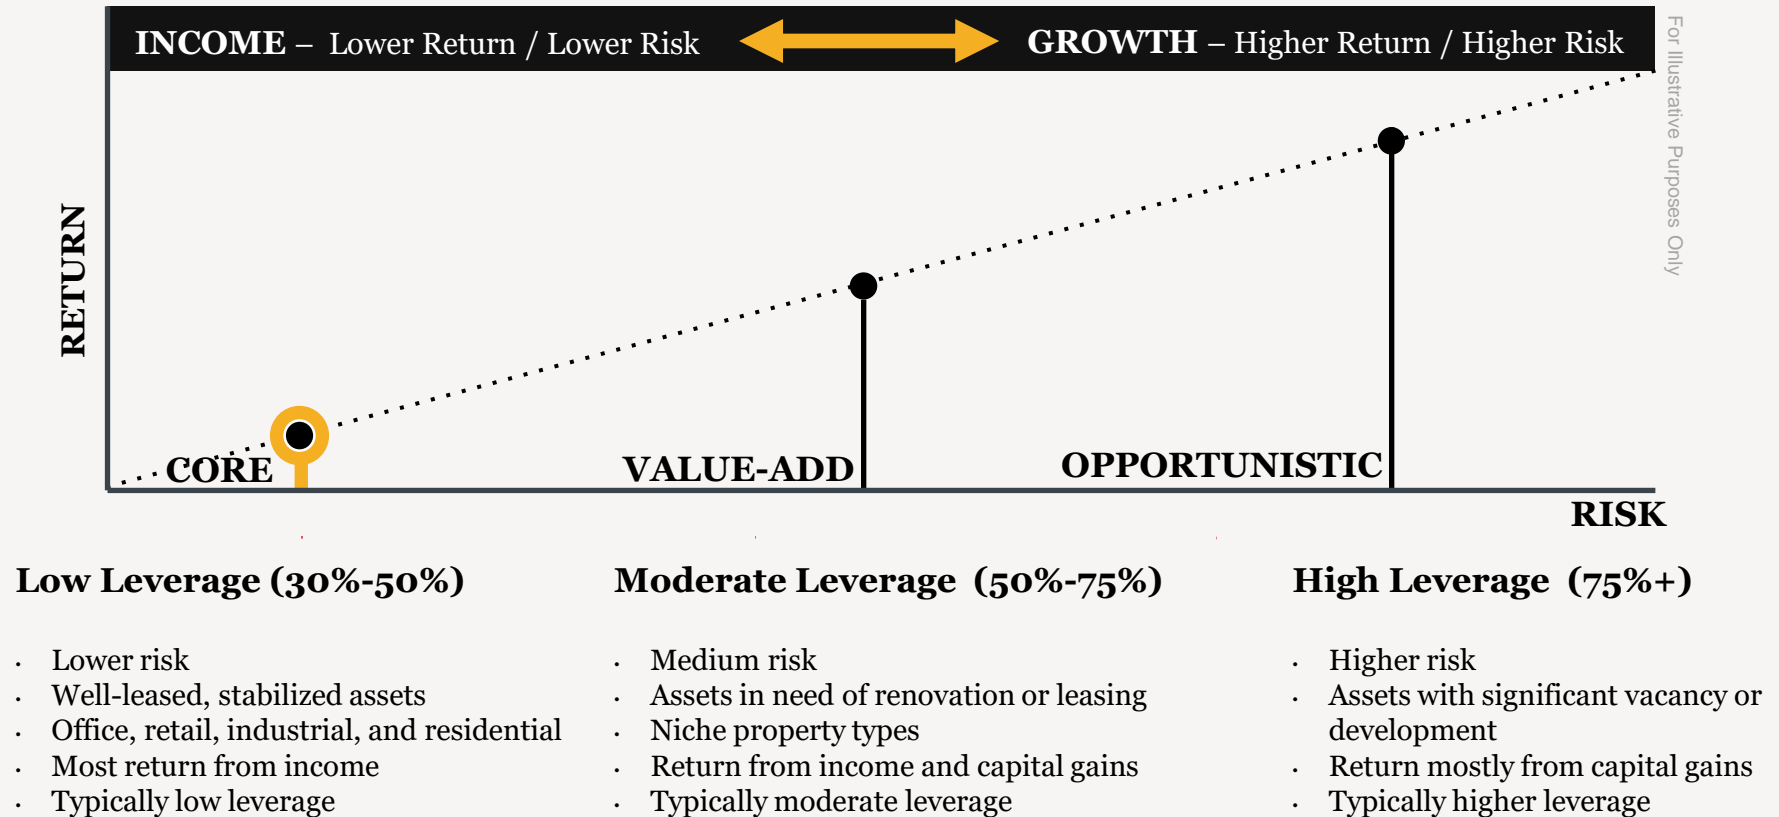 INCOME – Lower Return / Lower Risk
GROWTH – Higher Return / Higher Risk
For Illustrative Purposes Only
RETURN
CORE
VALUE-ADD
OPPORTUNISTIC
RISK
Low Leverage (30%-50%)
· Lower risk
· Well-leased, stabilized assets
· Office, retail, industrial, and residential
· Most return from income
· Typically low leverage
Moderate Leverage (50%-75%)
· Medium risk
· Assets in need of renovation or leasing
· Niche property types
· Return from income and capital gains
· Typically moderate leverage
High Leverage (75%+)
· Higher risk
· Assets with significant vacancy or
development
· Return mostly from capital gains
· Typically higher leverage